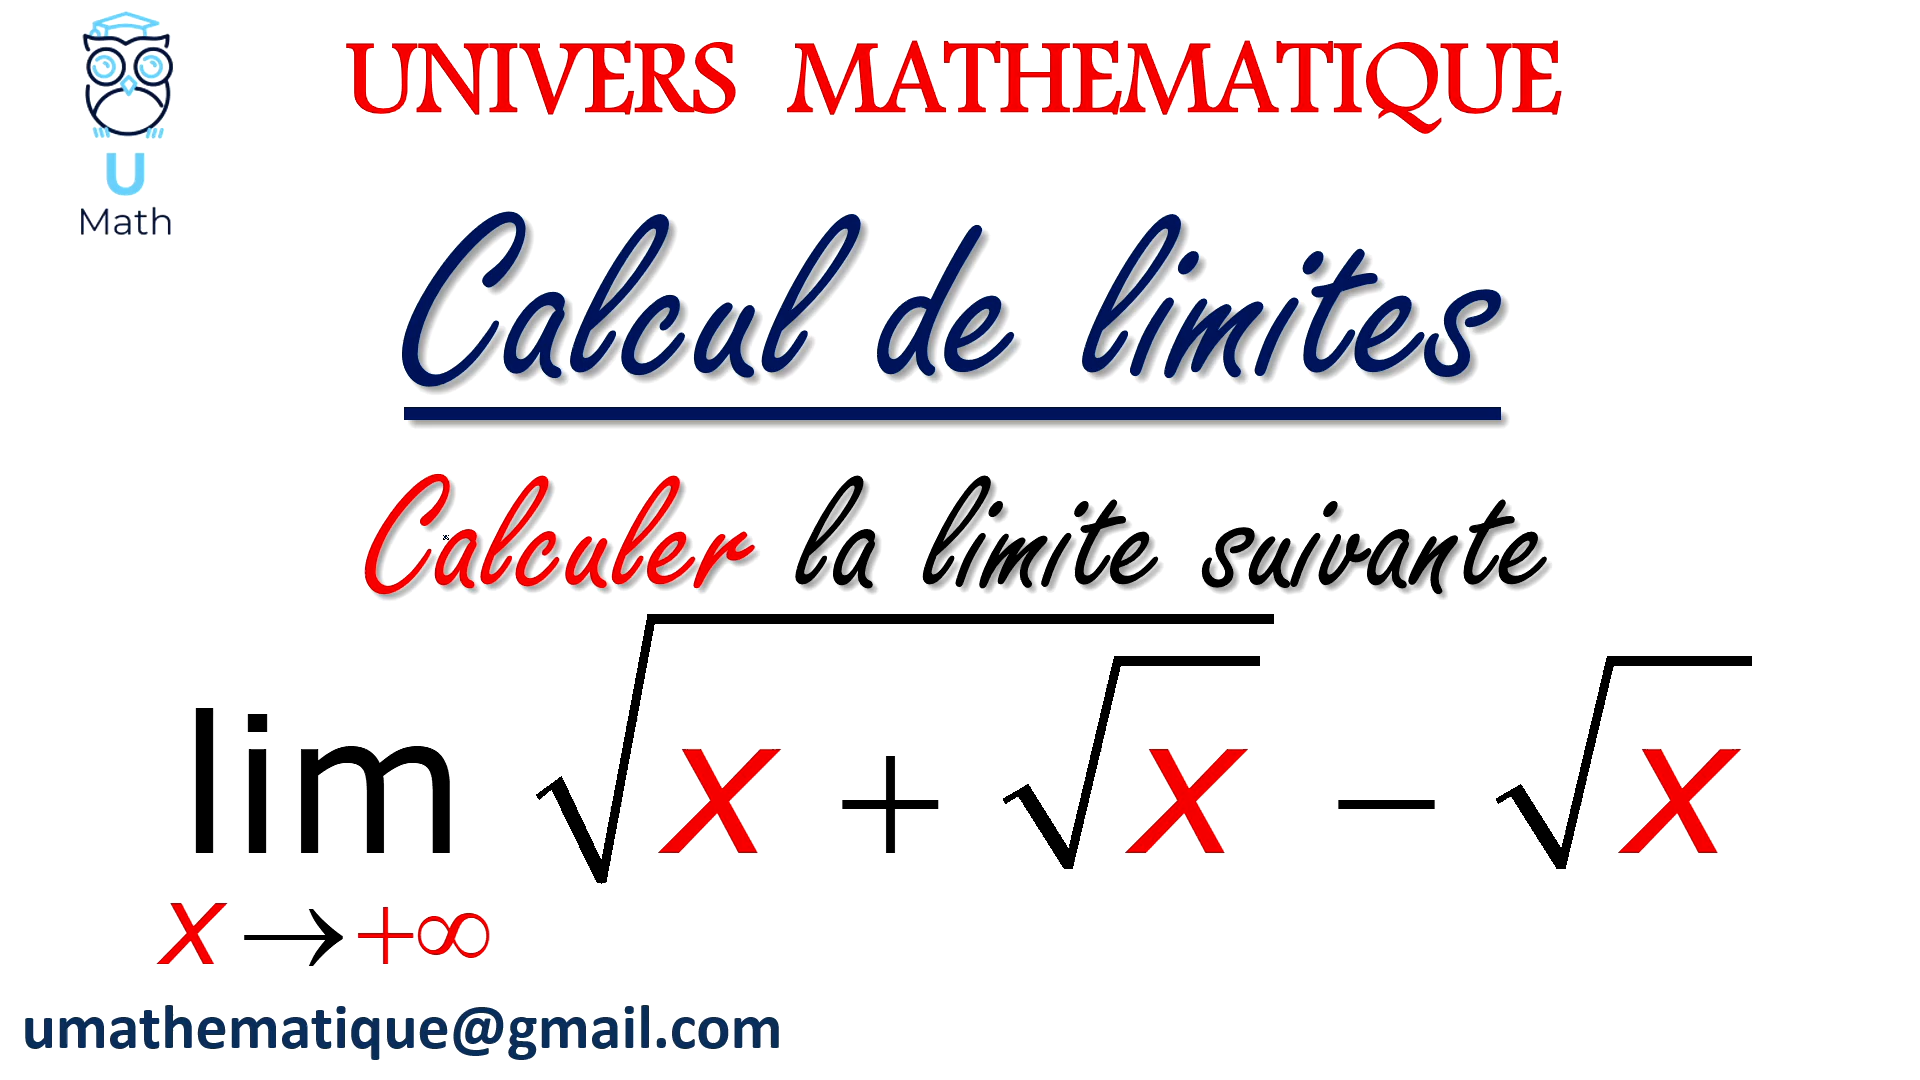 UNIVERS MATHEMATIQUE
U
Math
Calcul de limites
Calculer la limite suivante
lim √(x + √x) − √x
x→+∞
umathematique@gmail.com